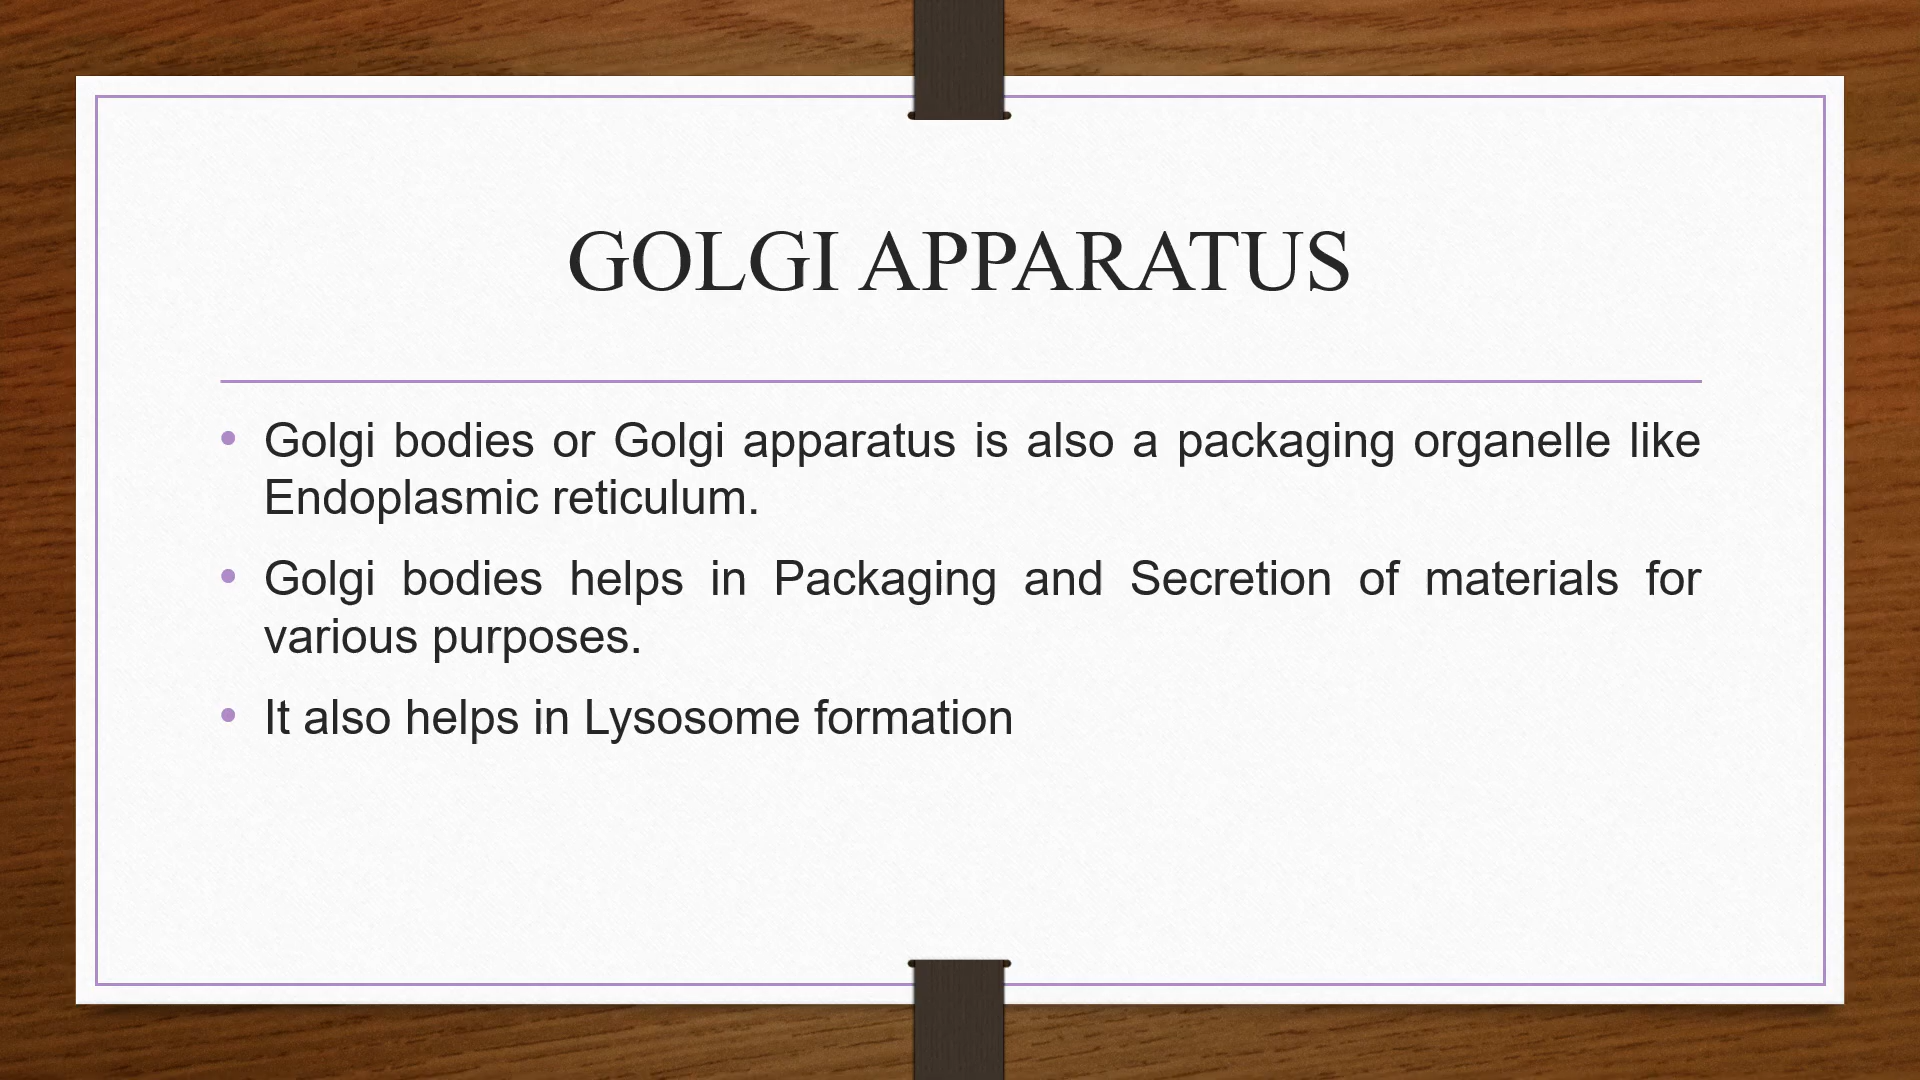 GOLGI APPARATUS
• Golgi bodies or Golgi apparatus is also a packaging organelle like
Endoplasmic reticulum.
• Golgi bodies helps in Packaging and Secretion of materials for
various purposes.
• It also helps in Lysosome formation